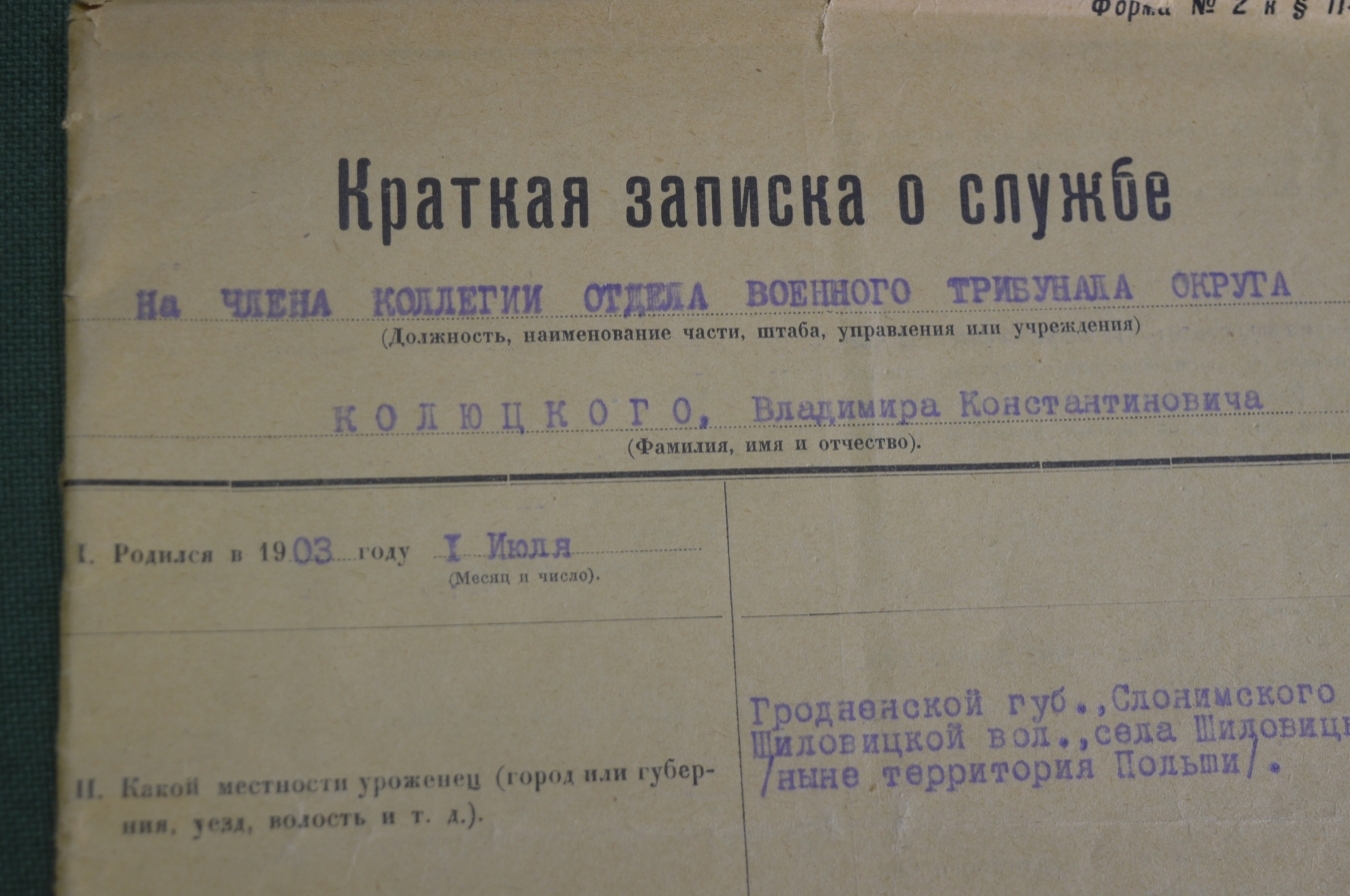 Форма № 2 к §
Краткая записка о службе
на ЧЛЕНА КОЛЛЕГИИ ОТДЕЛА ВОЕННОГО ТРИБУНАЛА ОКРУГА
(Должность, наименование части, штаба, управления или учреждения)
КОЛЮЦКОГО, Владимира Константиновича
(Фамилия, имя и отчество).
I. Родился в 1903 году I Июля
(Месяц и число).
Гродненской губ.,Слонимского
Шиловицкой вол.,села Шиловиц
/ныне территория Польши/.
II. Какой местности уроженец (город или губер-
ния, уезд, волость и т. д.).